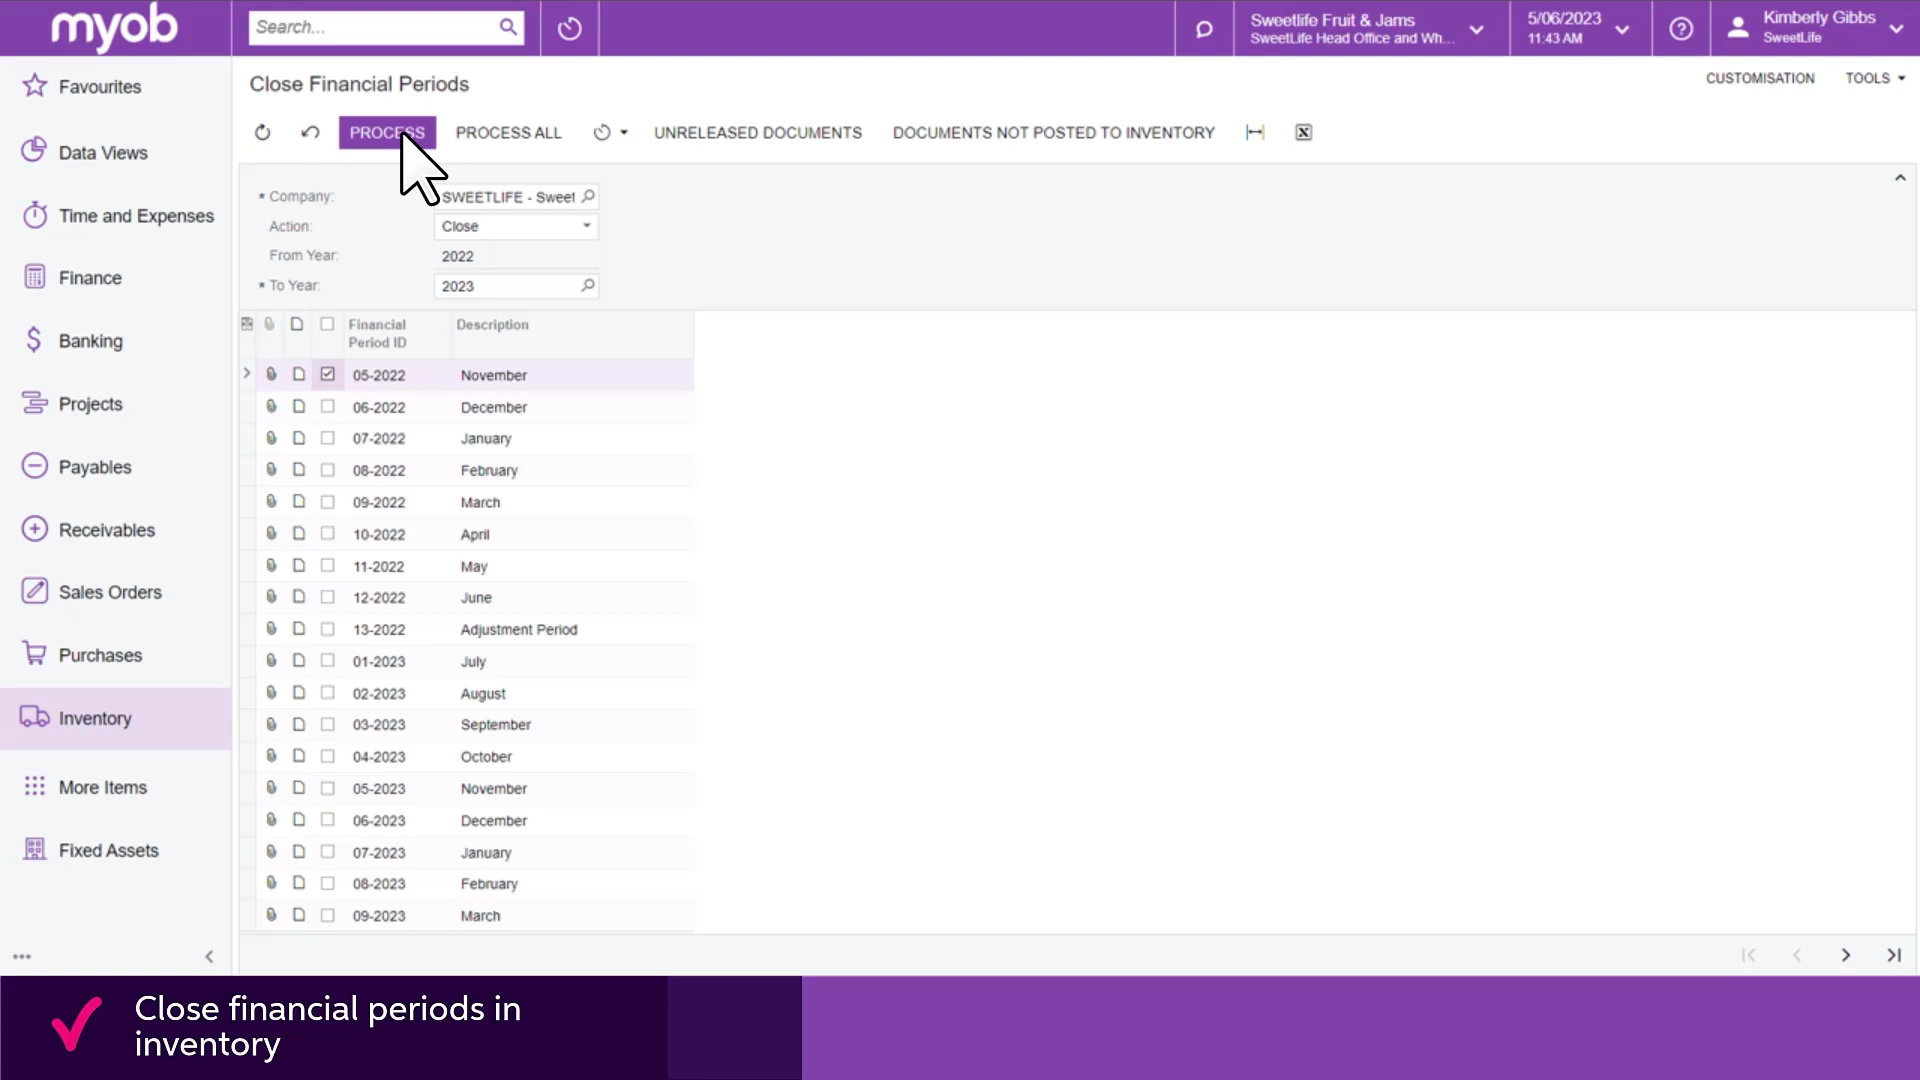 myob
Search...
Sweetlife Fruit & Jams
SweetLife Head Office and Wh...
5/06/2023
11:43 AM
Kimberly Gibbs
SweetLife
Favourites
Data Views
Time and Expenses
Finance
Banking
Projects
Payables
Receivables
Sales Orders
Purchases
Inventory
More Items
Fixed Assets
Close Financial Periods
CUSTOMISATION TOOLS
PROCESS PROCESS ALL UNRELEASED DOCUMENTS DOCUMENTS NOT POSTED TO INVENTORY
* Company: SWEETLIFE - Sweet
Action: Close
From Year: 2022
* To Year: 2023
Financial Period ID Description
05-2022 November
06-2022 December
07-2022 January
08-2022 February
09-2022 March
10-2022 April
11-2022 May
12-2022 June
13-2022 Adjustment Period
01-2023 July
02-2023 August
03-2023 September
04-2023 October
05-2023 November
06-2023 December
07-2023 January
08-2023 February
09-2023 March
Close financial periods in
inventory